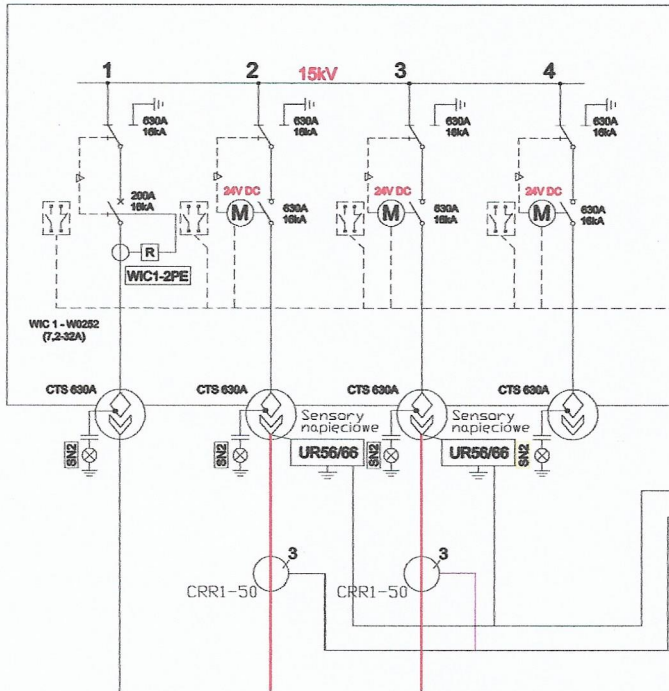 1
2
15kV
3
4
630A
16kA
630A
16kA
630A
16kA
630A
16kA
200A
16kA
24V DC
M
630A
16kA
24V DC
M
630A
16kA
24V DC
M
630A
16kA
R
WIC1-2PE
WIC 1 - W0252
(7,2-32A)
CTS 630A
CTS 630A
CTS 630A
CTS 630A
Sensory
napięciowe
Sensory
napięciowe
SN2
SN2
UR56/66
SN2
UR56/66
SN2
3
CRR1-50
3
CRR1-50